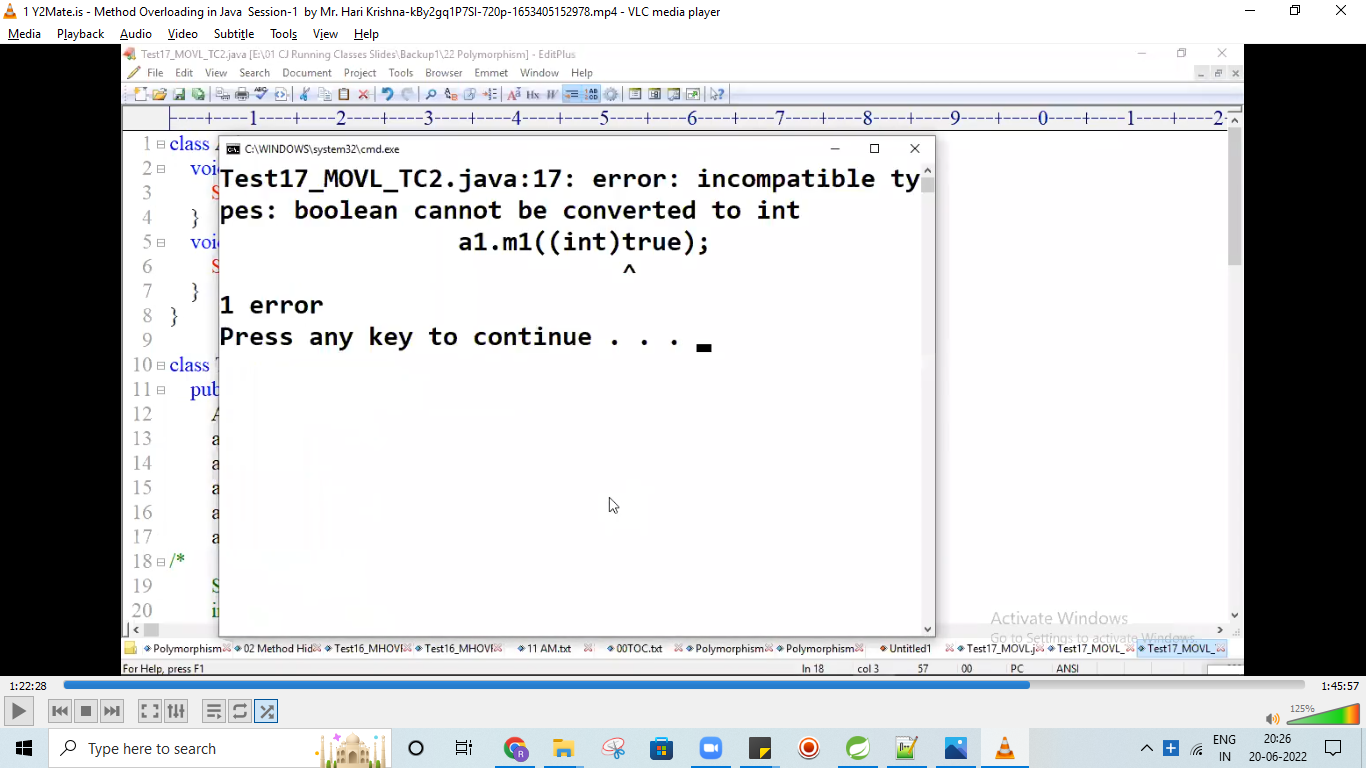 1 Y2Mate.is - Method Overloading in Java Session-1 by Mr. Hari Krishna-kBy2gq1P7SI-720p-1653405152978.mp4 - VLC media player
Media Playback Audio Video Subtitle Tools View Help
Test17_MOVL_TC2.java [E:\01 CJ Running Classes Slides\Backup1\22 Polymorphism] - EditPlus
File Edit View Search Document Project Tools Browser Emmet Window Help
----+----1----+----2----+----3----+----4----+----5----+----6----+----7----+----8----+----9----+----0----+----1----+----2-
C:\WINDOWS\system32\cmd.exe
Test17_MOVL_TC2.java:17: error: incompatible ty
pes: boolean cannot be converted to int
a1.m1((int)true);
^
1 error
Press any key to continue . . .
1 class
2 voi
3 S
4 }
5 voi
6 S
7 }
8 }
9
10 class
11 pub
12 A
13 a
14 a
15 a
16 a
17 a
18 /*
19 S
20 in
Activate Windows
Go to Settings to activate Windows.
Polymorphism 02 Method Hid Test16_MHOV Test16_MHOV 11 AM.txt 00TOC.txt Polymorphism Polymorphism Untitled1 Test17_MOVL.j Test17_MOVL_ Test17_MOVL_
For Help, press F1 ln 18 col 3 57 00 PC ANSI
1:22:28 1:45:57
125%
Type here to search
ENG
IN
20:26
20-06-2022